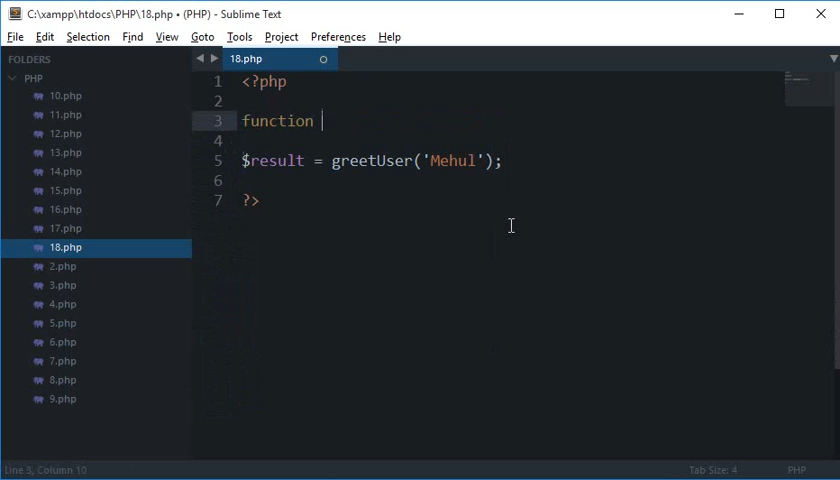 C:\xampp\htdocs\PHP\18.php • (PHP) - Sublime Text
File Edit Selection Find View Goto Tools Project Preferences Help
FOLDERS
PHP
10.php
11.php
12.php
13.php
14.php
15.php
16.php
17.php
18.php
2.php
3.php
4.php
5.php
6.php
7.php
8.php
9.php
18.php
1 <?php
2
3 function
4
5 $result = greetUser('Mehul');
6
7 ?>
Line 3, Column 10 Tab Size: 4 PHP